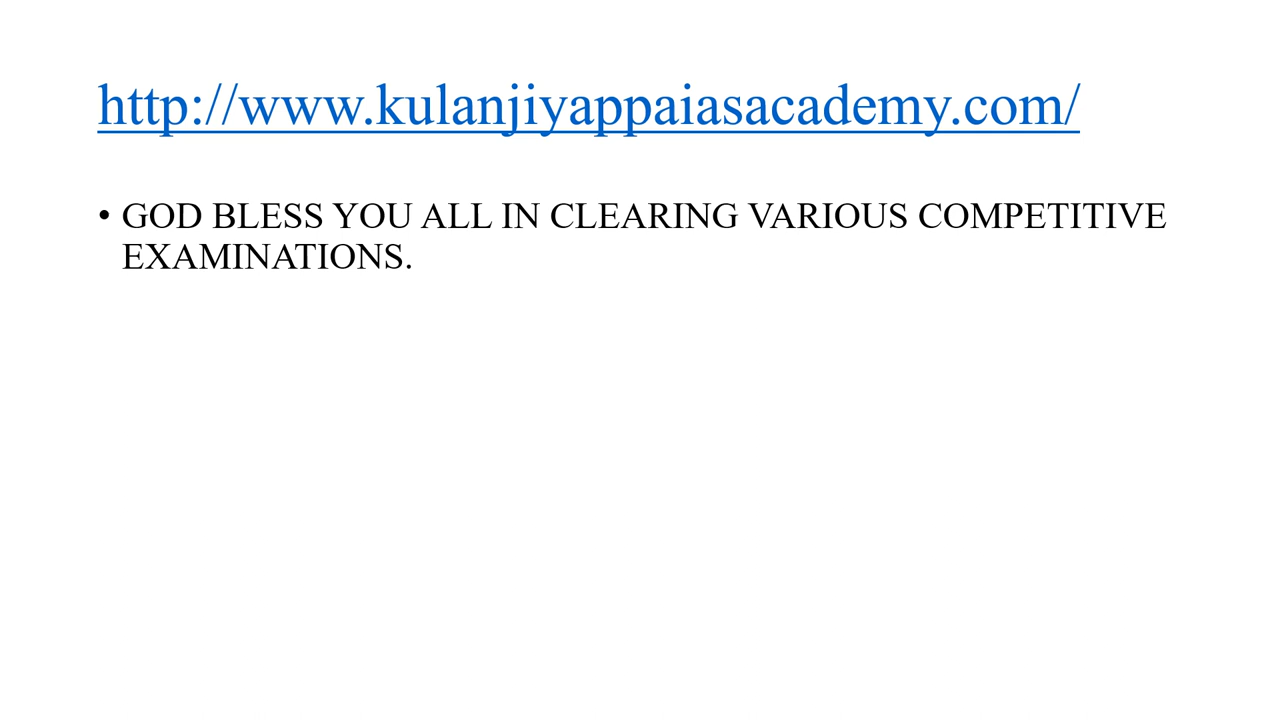 http://www.kulanjiyappaiasacademy.com/
• GOD BLESS YOU ALL IN CLEARING VARIOUS COMPETITIVE
EXAMINATIONS.